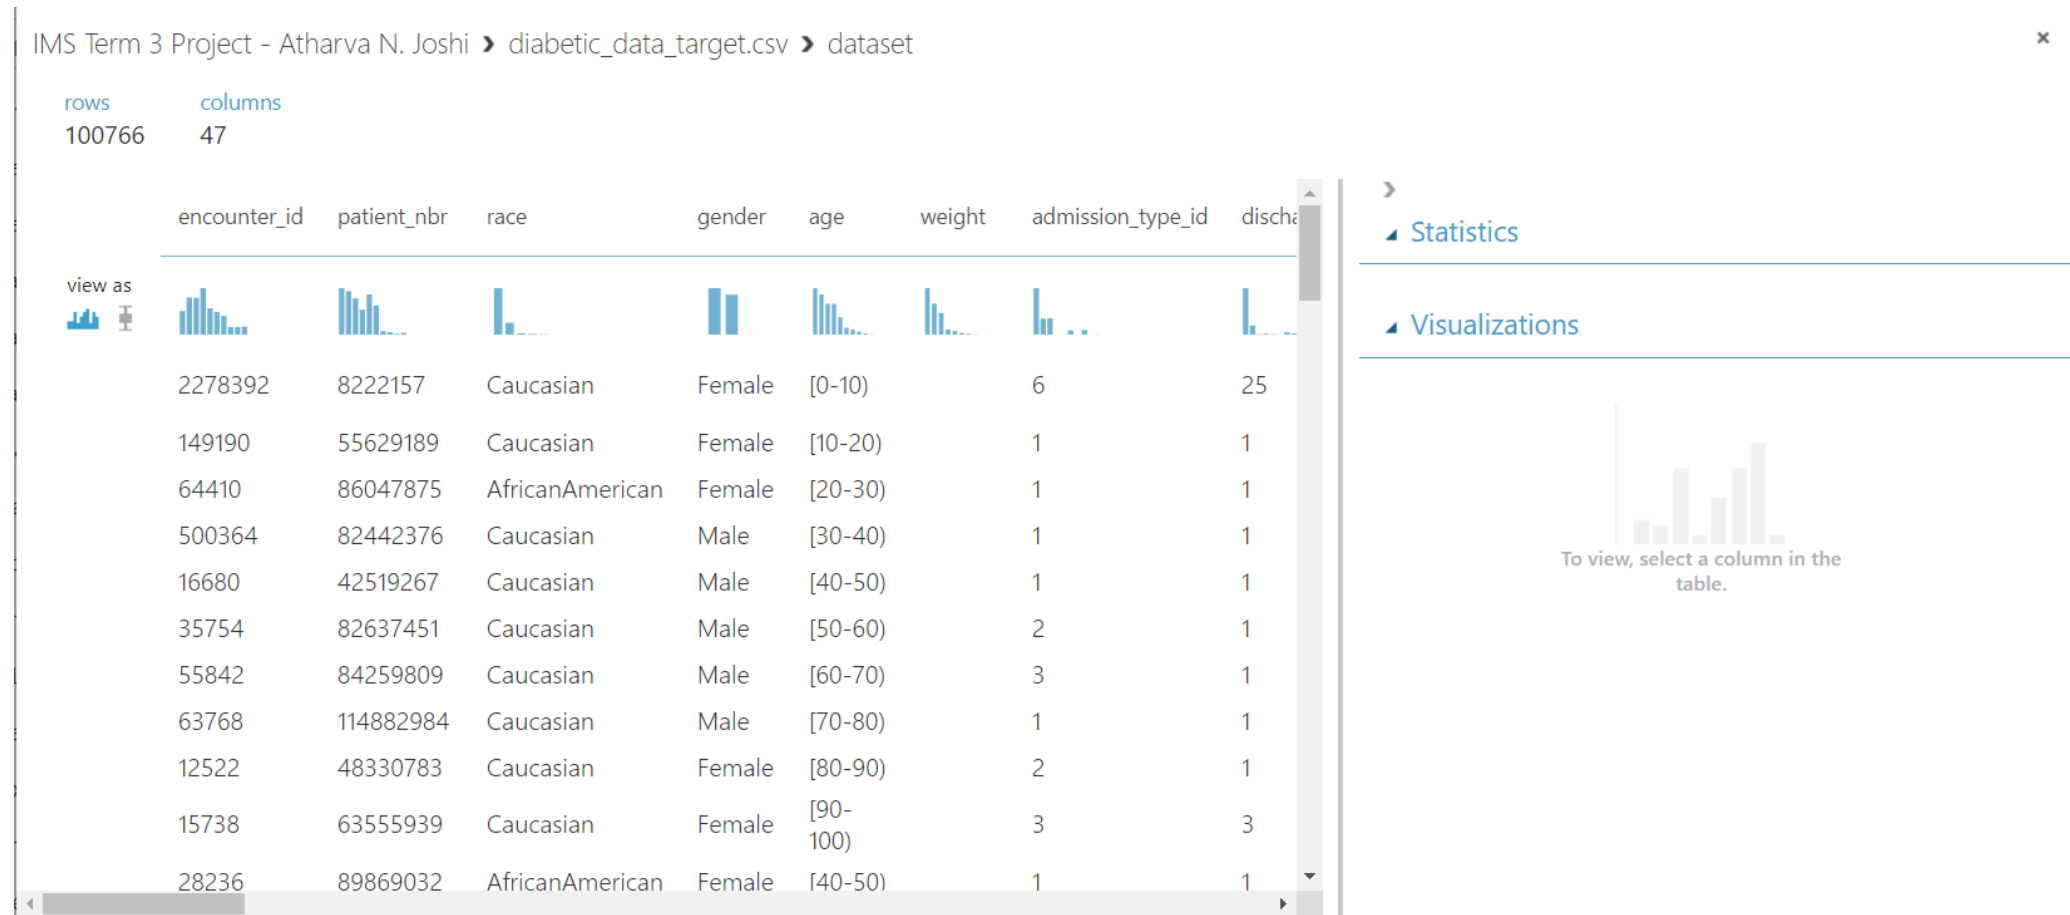 IMS Term 3 Project - Atharva N. Joshi › diabetic_data_target.csv › dataset
rows columns
100766 47
encounter_id patient_nbr race gender age weight admission_type_id discha
view as
2278392 8222157 Caucasian Female [0-10) 6 25
149190 55629189 Caucasian Female [10-20) 1 1
64410 86047875 AfricanAmerican Female [20-30) 1 1
500364 82442376 Caucasian Male [30-40) 1 1
16680 42519267 Caucasian Male [40-50) 1 1
35754 82637451 Caucasian Male [50-60) 2 1
55842 84259809 Caucasian Male [60-70) 3 1
63768 114882984 Caucasian Male [70-80) 1 1
12522 48330783 Caucasian Female [80-90) 2 1
15738 63555939 Caucasian Female [90-
100) 3 3
28236 89869032 AfricanAmerican Female [40-50) 1 1
Statistics
Visualizations
To view, select a column in the
table.